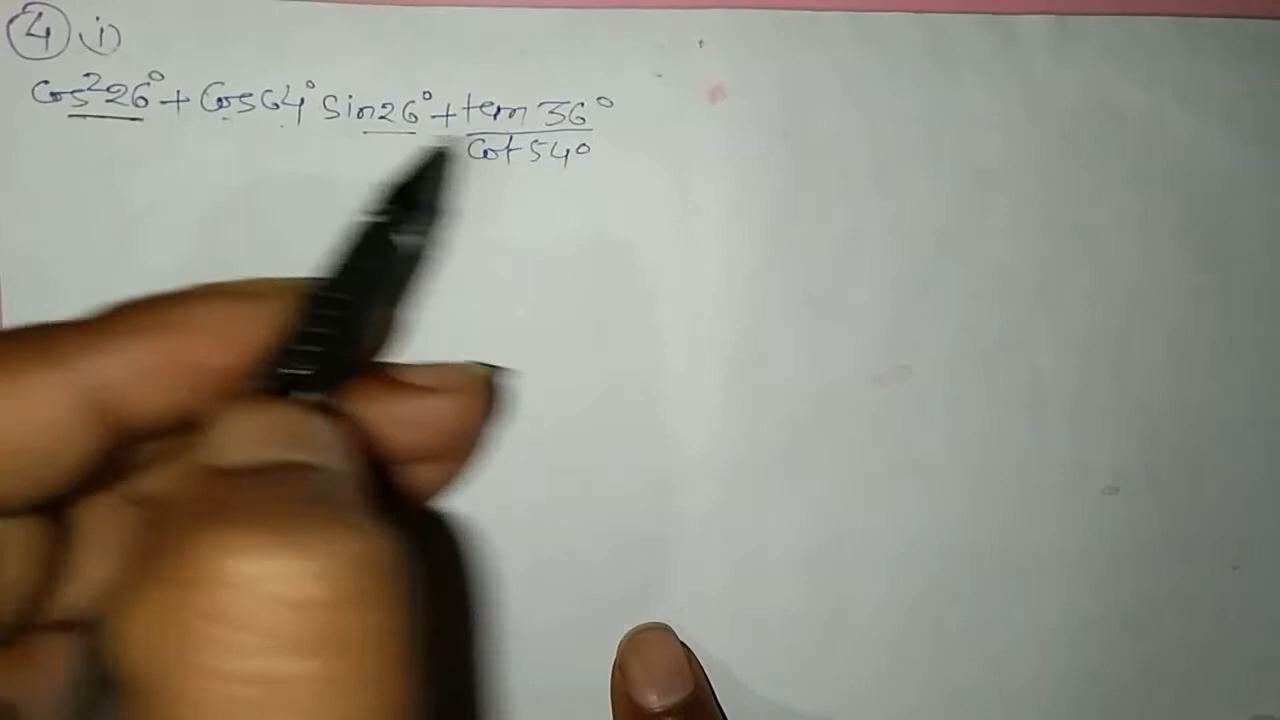 4 i)
cos²26° + cos64° sin26° + tan 36°
cot 54°